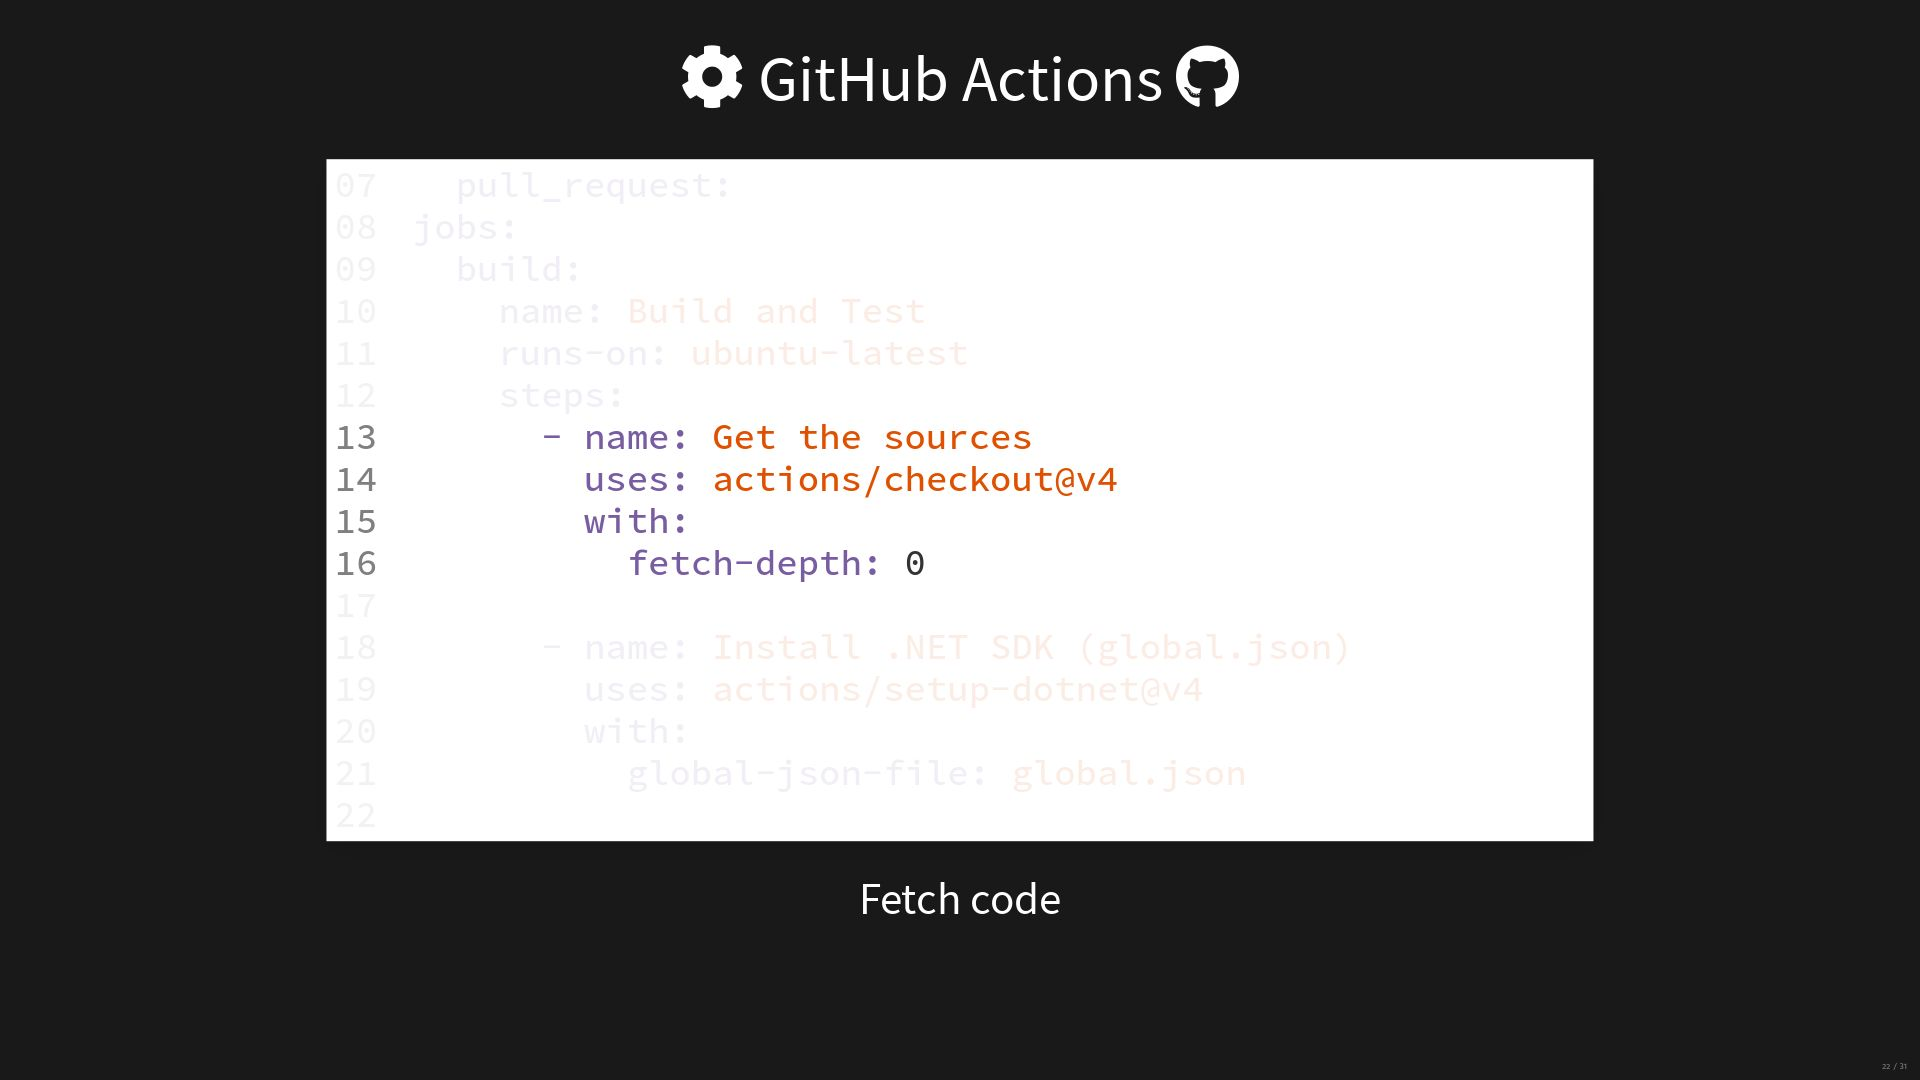 GitHub Actions
07 pull_request:
08 jobs:
09 build:
10 name: Build and Test
11 runs-on: ubuntu-latest
12 steps:
13 - name: Get the sources
14 uses: actions/checkout@v4
15 with:
16 fetch-depth: 0
17
18 - name: Install .NET SDK (global.json)
19 uses: actions/setup-dotnet@v4
20 with:
21 global-json-file: global.json
22
Fetch code
22 / 31